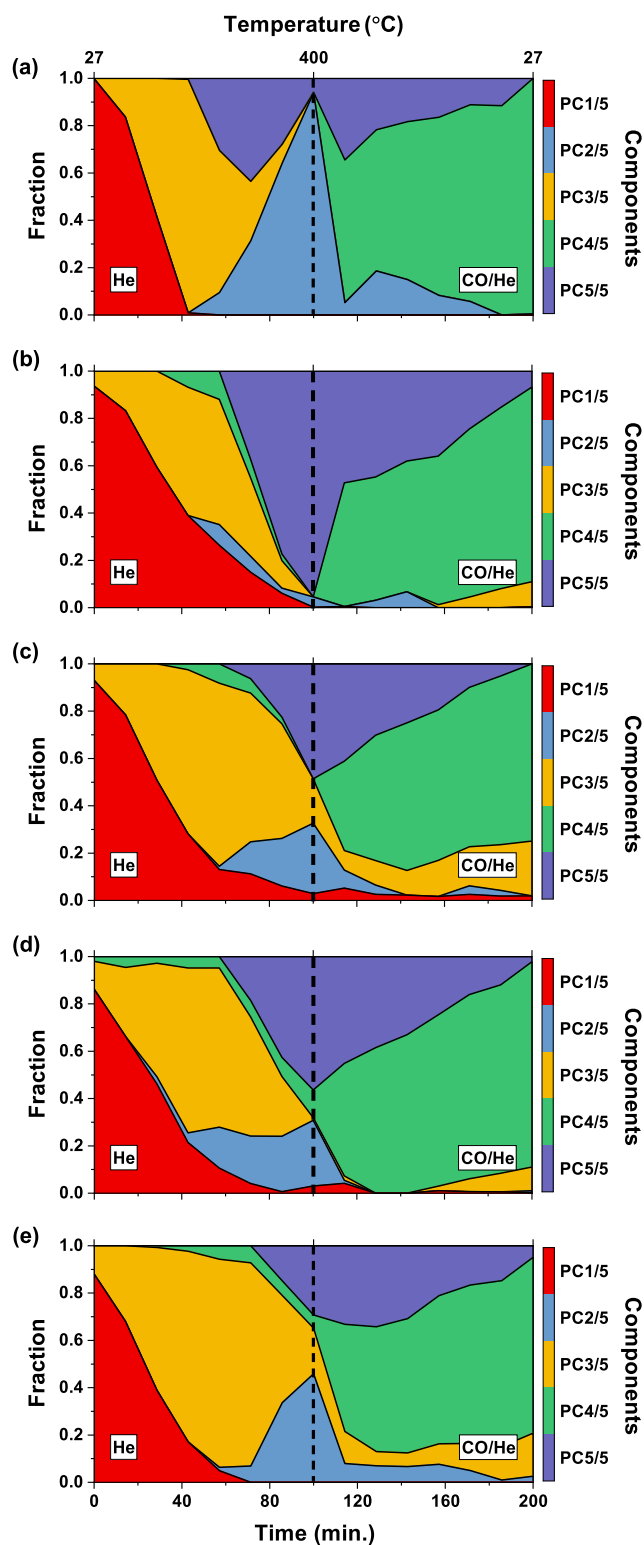 Temperature (°C)
27 400 27
(a)
1.0
0.8
0.6
0.4
0.2
0.0
Fraction
He
CO/He
PC1/5
PC2/5
PC3/5
PC4/5
PC5/5
Components
(b)
1.0
0.8
0.6
0.4
0.2
0.0
Fraction
He
CO/He
PC1/5
PC2/5
PC3/5
PC4/5
PC5/5
Components
(c)
1.0
0.8
0.6
0.4
0.2
0.0
Fraction
He
CO/He
PC1/5
PC2/5
PC3/5
PC4/5
PC5/5
Components
(d)
1.0
0.8
0.6
0.4
0.2
0.0
Fraction
He
CO/He
PC1/5
PC2/5
PC3/5
PC4/5
PC5/5
Components
(e)
1.0
0.8
0.6
0.4
0.2
0.0
Fraction
He
CO/He
PC1/5
PC2/5
PC3/5
PC4/5
PC5/5
Components
0 40 80 120 160 200
Time (min.)